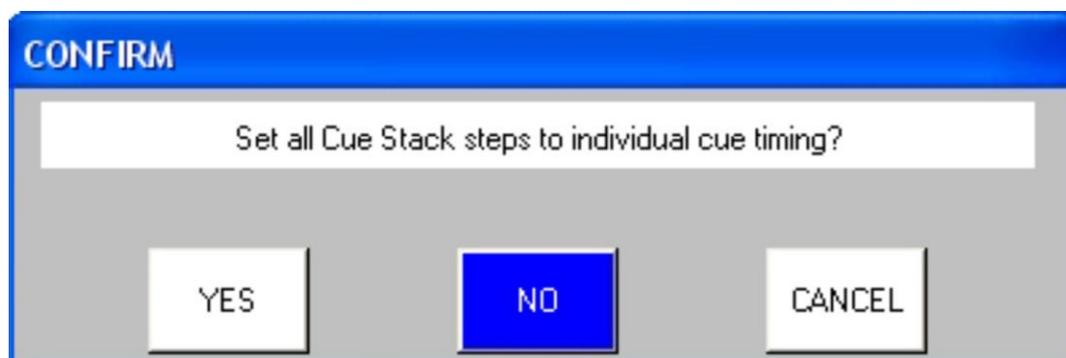 CONFIRM
Set all Cue Stack steps to individual cue timing?
YES NO CANCEL